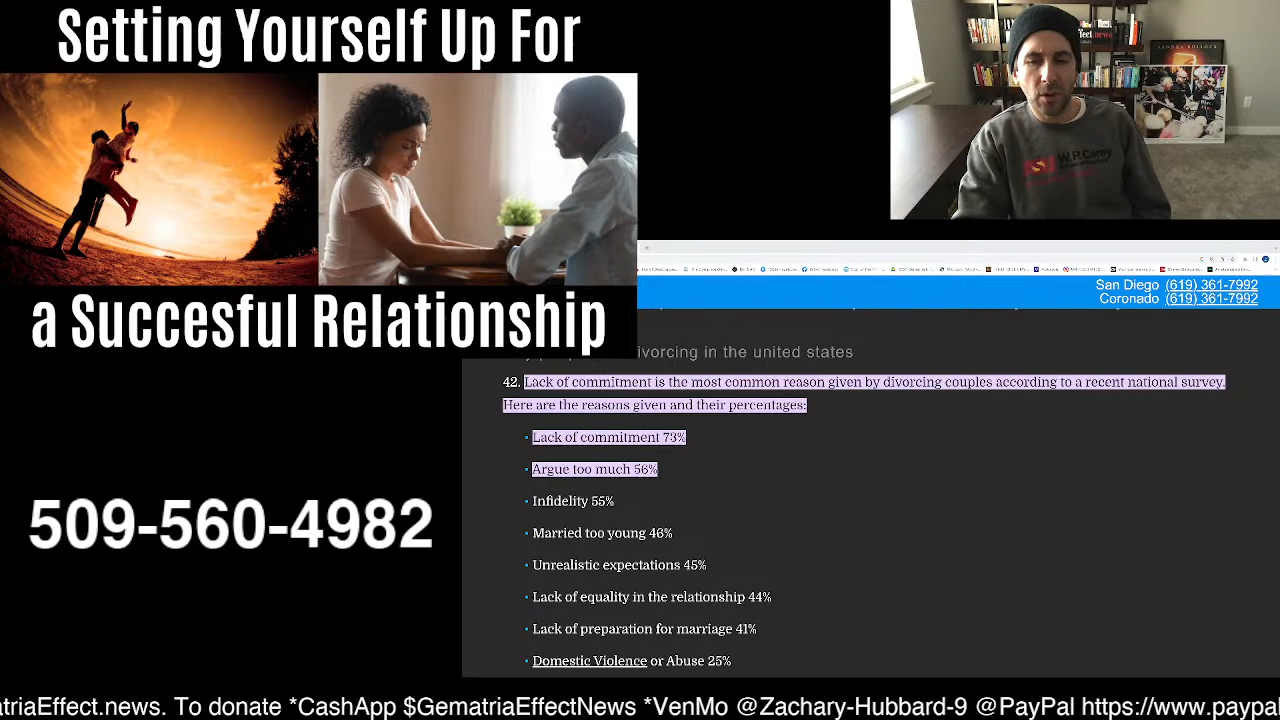 Setting Yourself Up For
a Succesful Relationship
fect.news
SANDRA BULLOCK
W. P. Carey
San Diego (619) 361-7992
Coronado (619) 361-7992
ivorcing in the united states
42. Lack of commitment is the most common reason given by divorcing couples according to a recent national survey.
Here are the reasons given and their percentages:
• Lack of commitment 73%
• Argue too much 56%
• Infidelity 55%
• Married too young 46%
• Unrealistic expectations 45%
• Lack of equality in the relationship 44%
• Lack of preparation for marriage 41%
• Domestic Violence or Abuse 25%
509-560-4982
atriaEffect.news. To donate *CashApp $GematriaEffectNews *VenMo @Zachary-Hubbard-9 @PayPal https://www.paypal